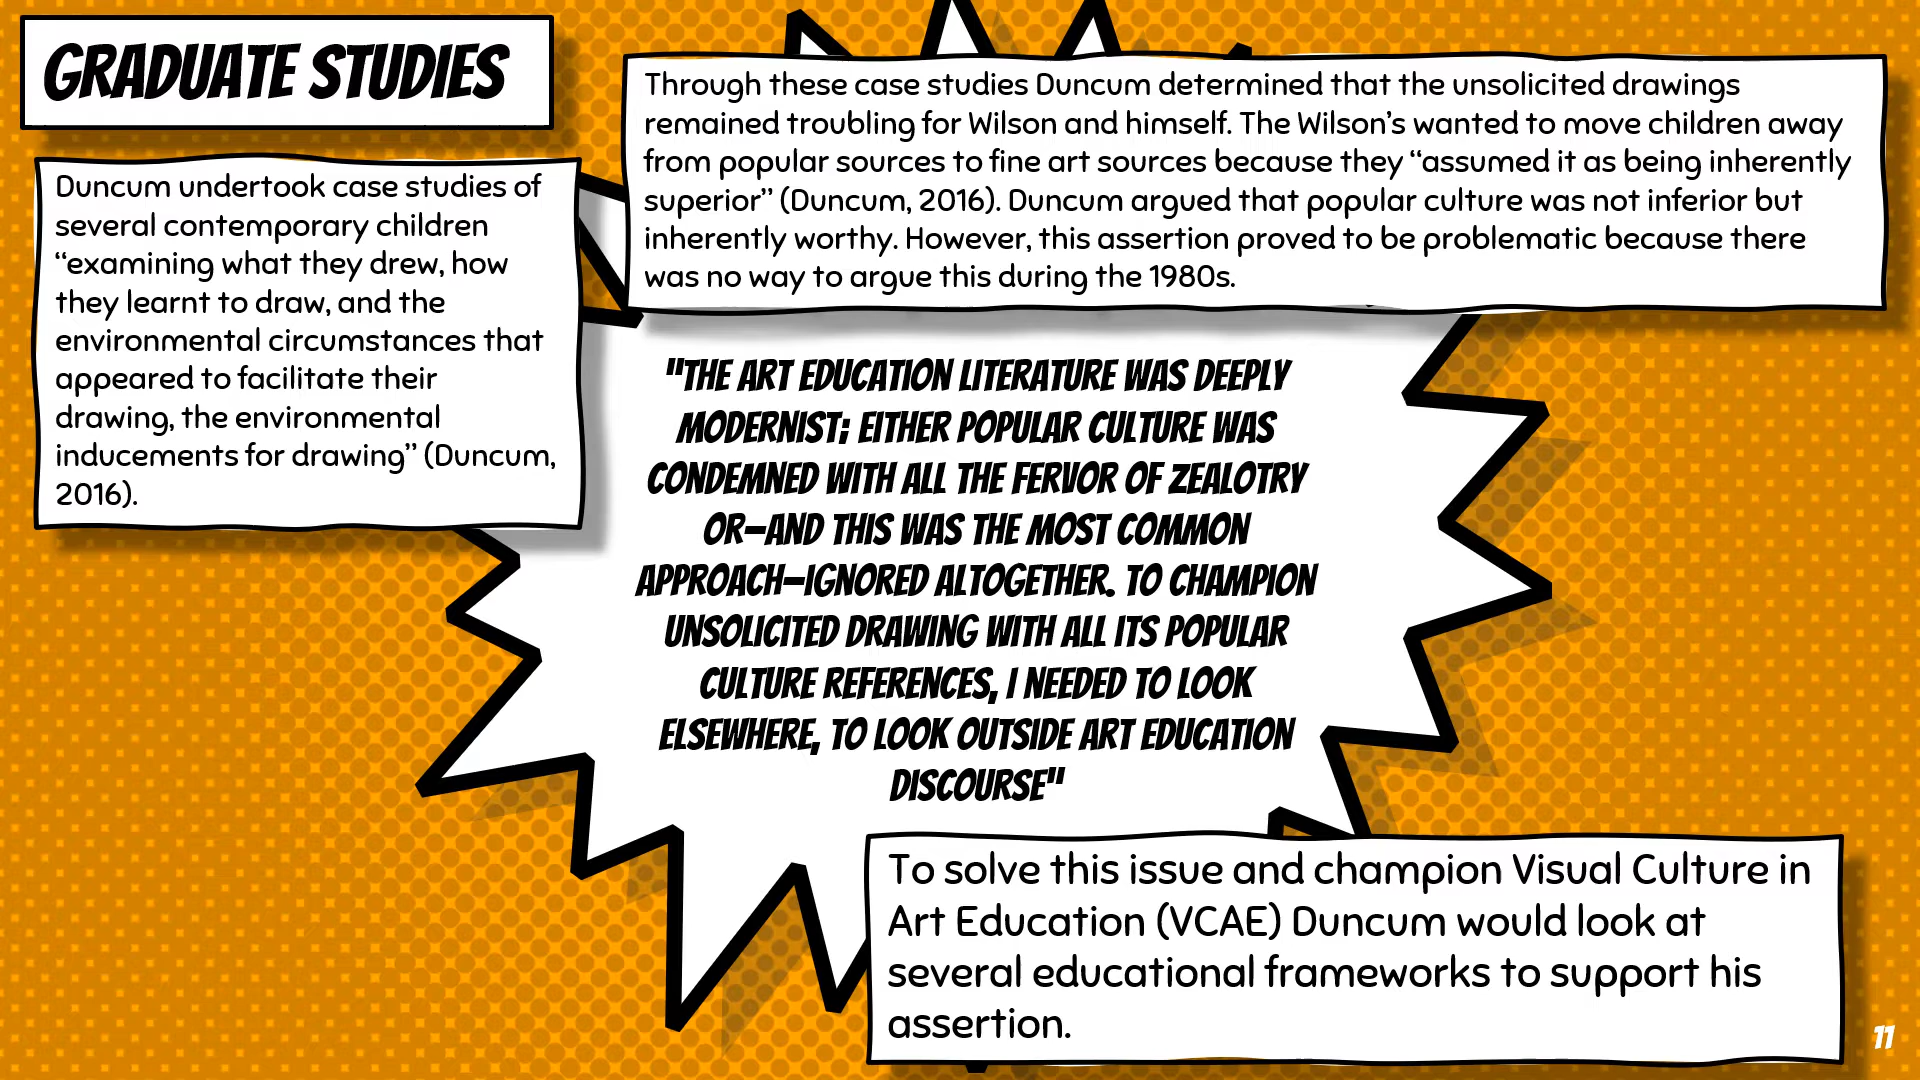 GRADUATE STUDIES
Duncum undertook case studies of
several contemporary children
“examining what they drew, how
they learnt to draw, and the
environmental circumstances that
appeared to facilitate their
drawing, the environmental
inducements for drawing” (Duncum,
2016).
Through these case studies Duncum determined that the unsolicited drawings
remained troubling for Wilson and himself. The Wilson’s wanted to move children away
from popular sources to fine art sources because they “assumed it as being inherently
superior” (Duncum, 2016). Duncum argued that popular culture was not inferior but
inherently worthy. However, this assertion proved to be problematic because there
was no way to argue this during the 1980s.
"THE ART EDUCATION LITERATURE WAS DEEPLY
MODERNIST; EITHER POPULAR CULTURE WAS
CONDEMNED WITH ALL THE FERVOR OF ZEALOTRY
OR—AND THIS WAS THE MOST COMMON
APPROACH—IGNORED ALTOGETHER. TO CHAMPION
UNSOLICITED DRAWING WITH ALL ITS POPULAR
CULTURE REFERENCES, I NEEDED TO LOOK
ELSEWHERE, TO LOOK OUTSIDE ART EDUCATION
DISCOURSE"
To solve this issue and champion Visual Culture in
Art Education (VCAE) Duncum would look at
several educational frameworks to support his
assertion.
11